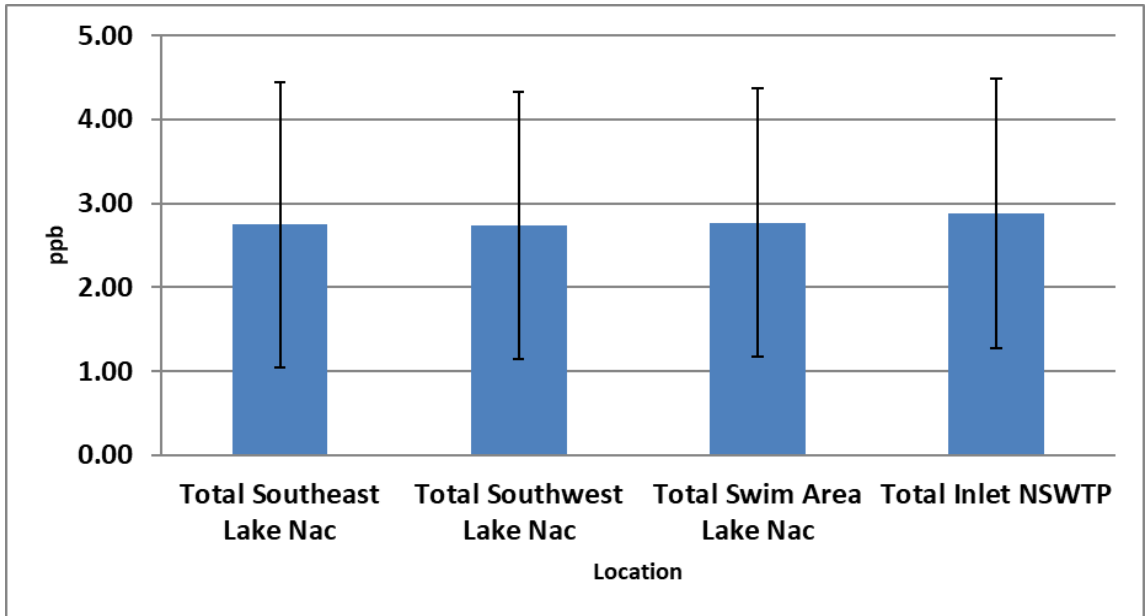 5.00
4.00
3.00
2.00
1.00
0.00
ppb
Total Southeast Lake Nac
Total Southwest Lake Nac
Total Swim Area Lake Nac
Total Inlet NSWTP
Location